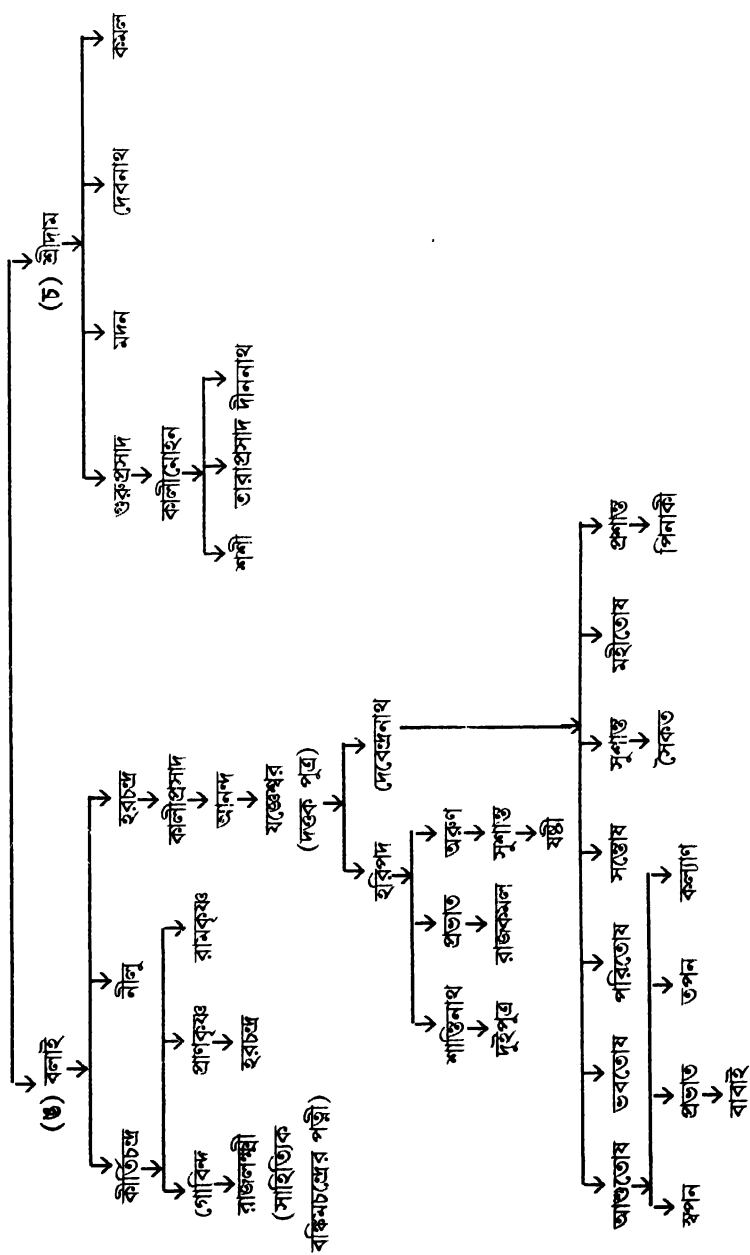 (ঙ) বলাই (চ) শ্রীদাম
কীর্তিচন্দ্র নীলু হরচন্দ্র গুরুপ্রসাদ মদন দেবনাথ কমল
গোবিন্দ প্রাণকৃষ্ণ রামকৃষ্ণ কালীপ্রসাদ কালীমোহন
রাজলক্ষ্মী হরচন্দ্র আনন্দ শশী তারাপ্রসাদ দীননাথ
(সাহিত্যিক যজ্ঞেশ্বর
বঙ্কিমচন্দ্রের পত্নী) (দত্তক পুত্র)
হরিপদ দেবেন্দ্রনাথ
শান্তিনাথ প্রভাত অরুণ
দুইপুত্র রাজকমল সুশান্ত
ষষ্ঠী
আশুতোষ ভবতোষ পরিতোষ সন্তোষ সুশান্ত মহীতোষ প্রশান্ত
সৈকত পিনাকী
স্বপন প্রভাত তপন কল্যাণ
বাবাই